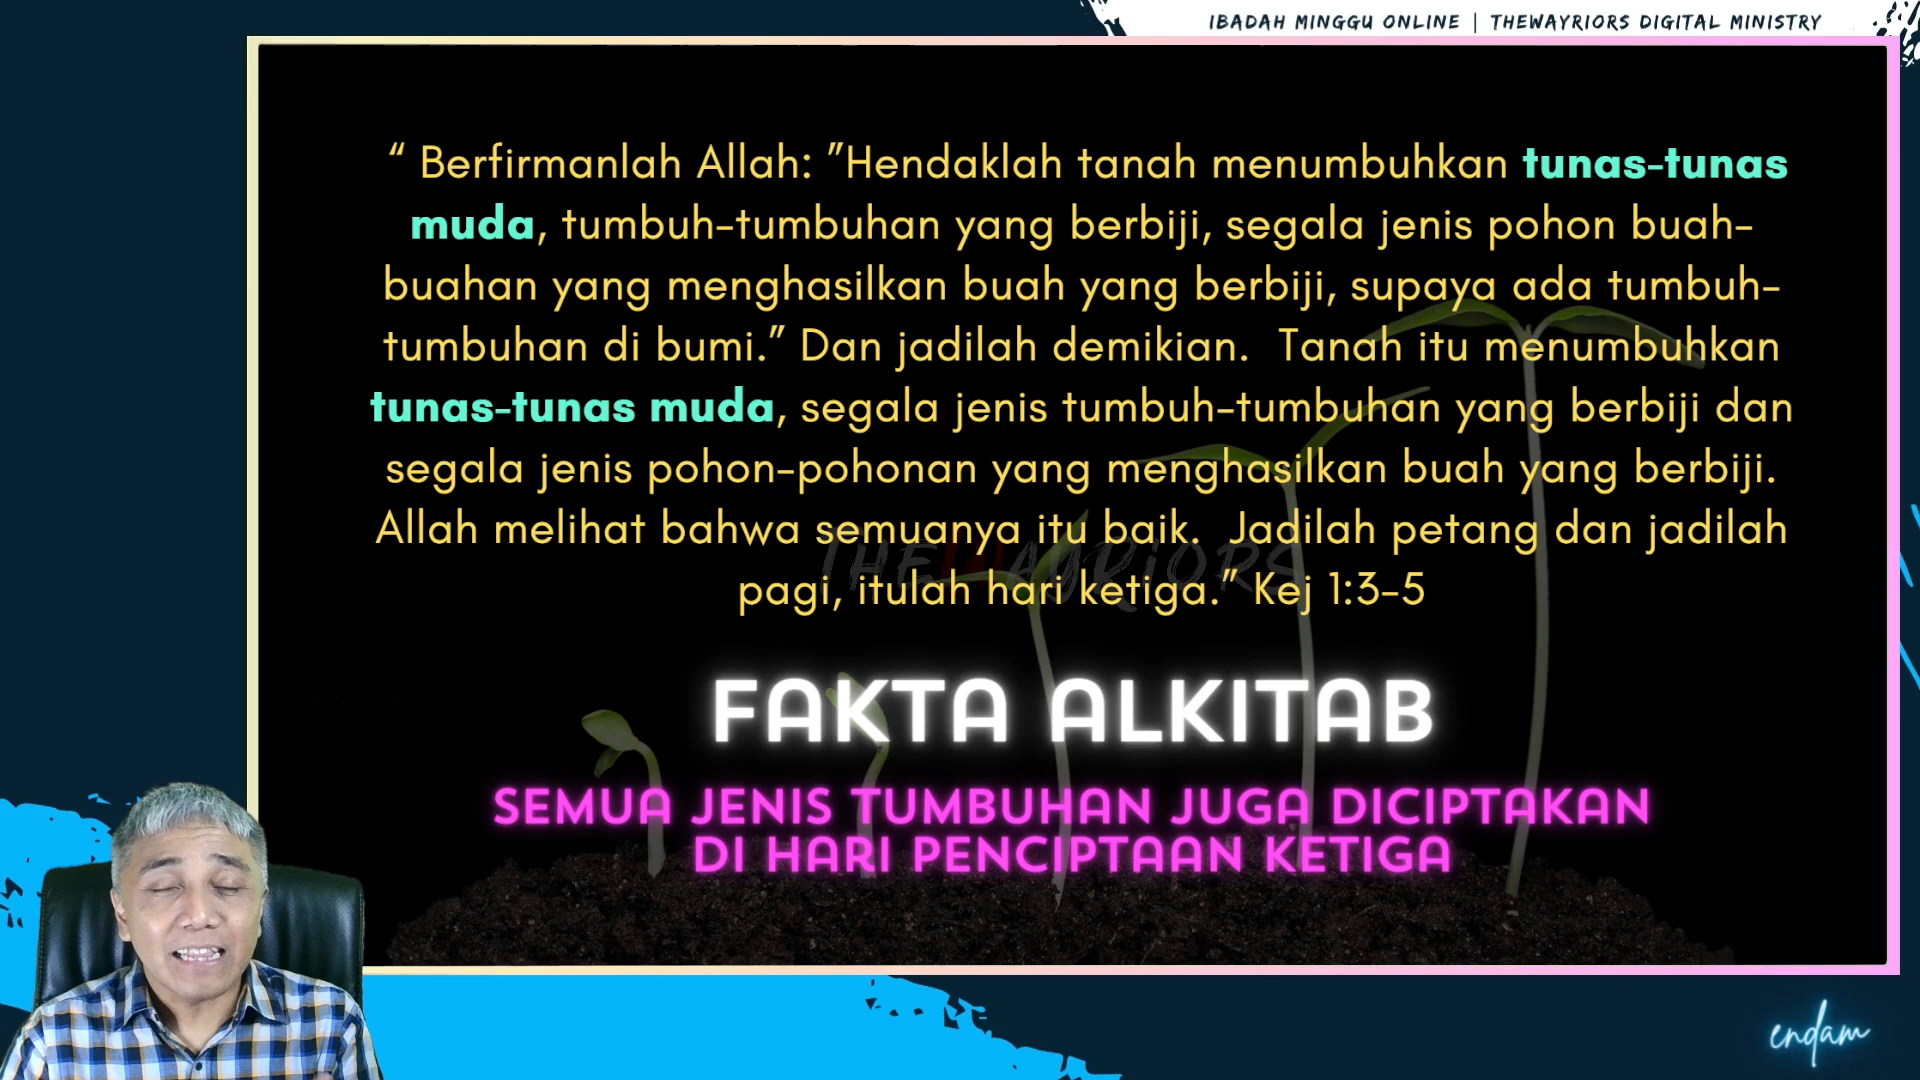 IBADAH MINGGU ONLINE | THEWAYRIORS DIGITAL MINISTRY
“ Berfirmanlah Allah: ”Hendaklah tanah menumbuhkan tunas-tunas
muda, tumbuh-tumbuhan yang berbiji, segala jenis pohon buah-
buahan yang menghasilkan buah yang berbiji, supaya ada tumbuh-
tumbuhan di bumi.” Dan jadilah demikian. Tanah itu menumbuhkan
tunas-tunas muda, segala jenis tumbuh-tumbuhan yang berbiji dan
segala jenis pohon-pohonan yang menghasilkan buah yang berbiji.
Allah melihat bahwa semuanya itu baik. Jadilah petang dan jadilah
THEWAYRIORS
pagi, itulah hari ketiga.” Kej 1:3-5
FAKTA ALKITAB
SEMUA JENIS TUMBUHAN JUGA DICIPTAKAN
DI HARI PENCIPTAAN KETIGA
endam